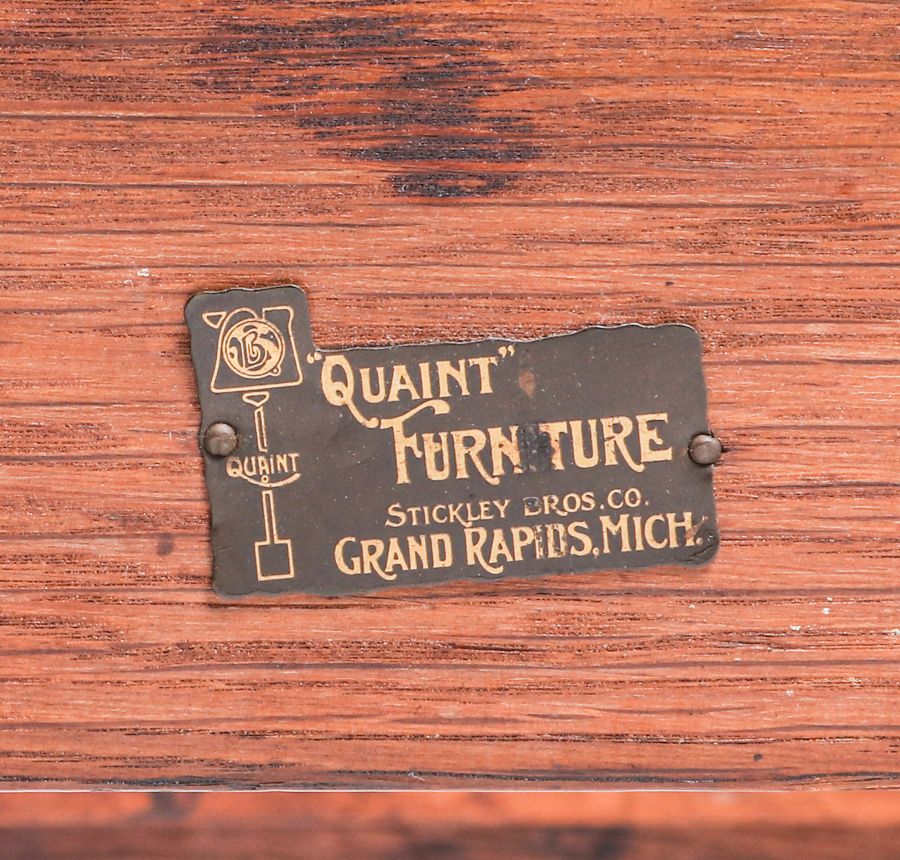 B
QUAINT
"QUAINT"
FURNITURE
STICKLEY BROS. CO.
GRAND RAPIDS, MICH.